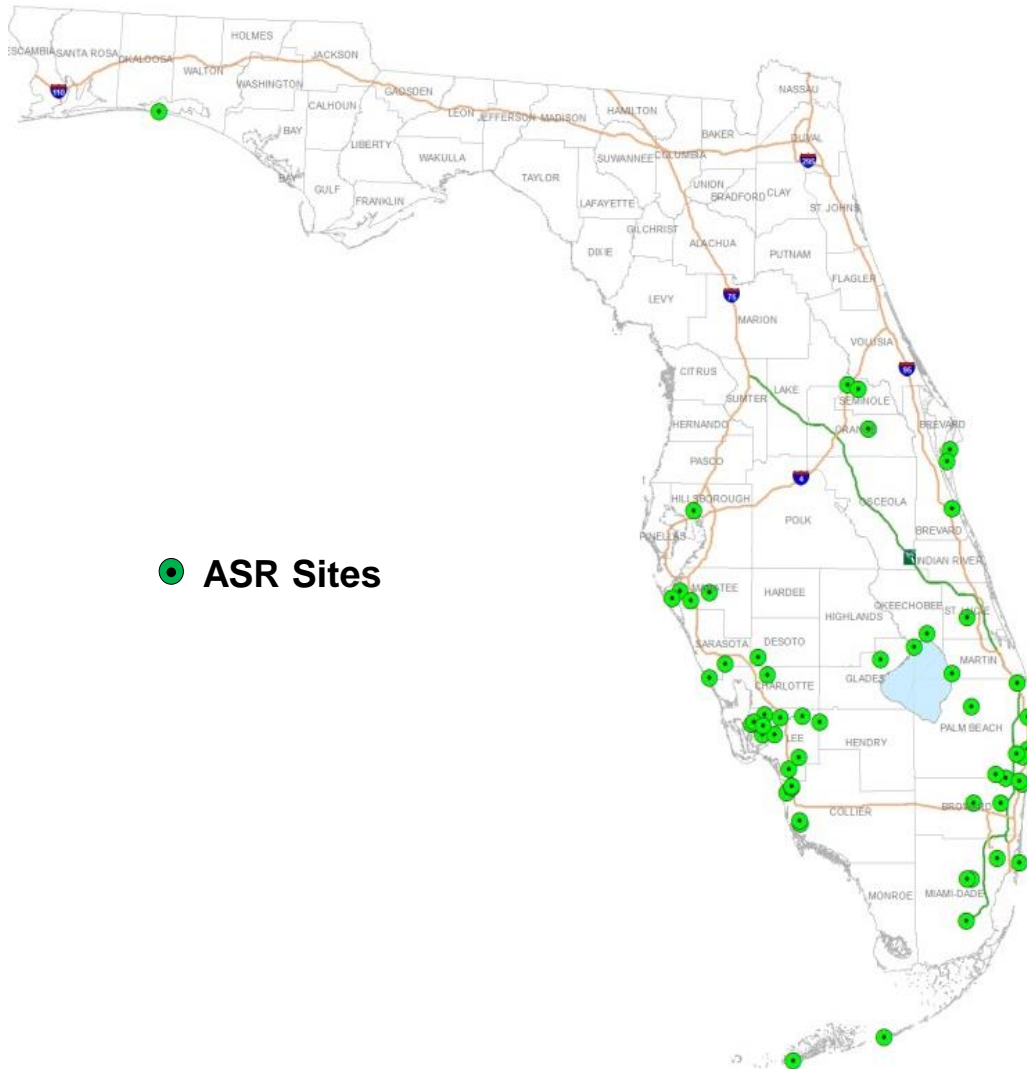 HOLMES
ESCAMBIA SANTA ROSA OKALOOSA
JACKSON
WALTON
WASHINGTON
GADSDEN
NASSAU
110
CALHOUN
LEON
JEFFERSON MADISON
HAMILTON
BAY
LIBERTY
BAKER
DUVAL
WAKULLA
SUWANNEE
COLUMBIA
295
BAY
TAYLOR
UNION
GULF
FRANKLIN
LAFAYETTE
BRADFORD
CLAY
ST JOHNS
GILCHRIST
ALACHUA
DIXIE
PUTNAM
FLAGLER
LEVY
75
MARION
VOLUSIA
CITRUS
95
LAKE
SUMTER
SEMINOLE
HERNANDO
ORANGE
BREVARD
PASCO
4
HILLSBOROUGH
OSCEOLA
POLK
PINELLAS
BREVARD
INDIAN RIVER
ASR Sites
MANATEE
HARDEE
OKEECHOBEE
ST LUCIE
HIGHLANDS
SARASOTA
DESOTO
MARTIN
GLADES
CHARLOTTE
PALM BEACH
LEE
HENDRY
BROWARD
COLLIER
MONROE
MIAMI-DADE